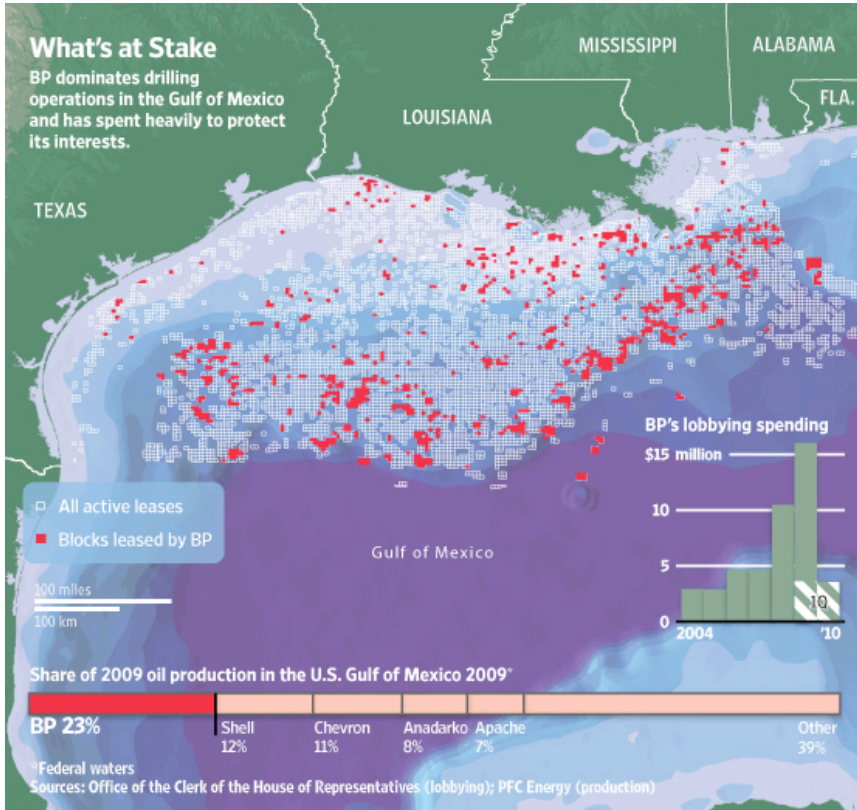 What's at Stake
BP dominates drilling
operations in the Gulf of Mexico
and has spent heavily to protect
its interests.
MISSISSIPPI
ALABAMA
FLA.
LOUISIANA
TEXAS
BP's lobbying spending
$15 million
10
5
0
2004
'10
1Q
All active leases
Blocks leased by BP
Gulf of Mexico
100 miles
100 km
Share of 2009 oil production in the U.S. Gulf of Mexico 2009*
BP 23%
Shell
12%
Chevron
11%
Anadarko
8%
Apache
7%
Other
39%
*Federal waters
Sources: Office of the Clerk of the House of Representatives (lobbying); PFC Energy (production)